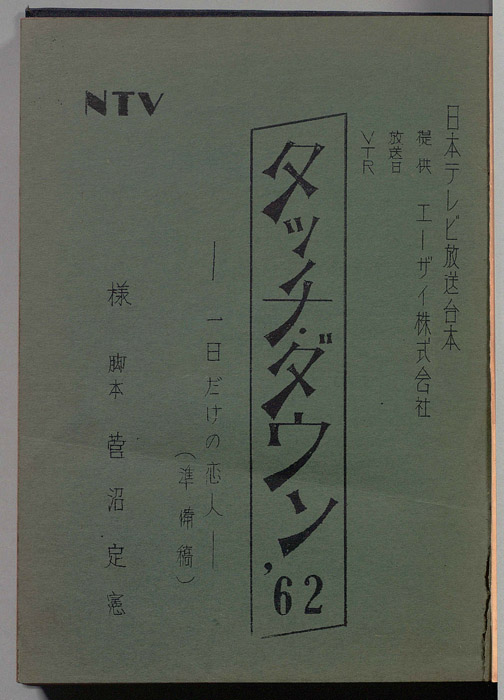 日本テレビ放送台本
提供 エーザイ株式会社
放送日
VTR
タッチ・ダウン
'62
— 一日だけの恋人 —
(準備稿)
脚本 菅沼定憲
様
NTV